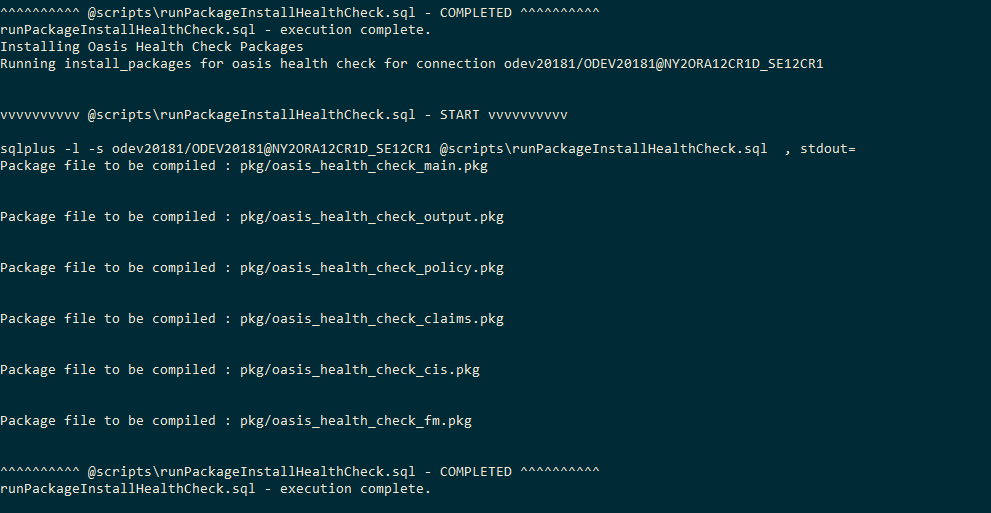 ^^^^^^^^^^ @scripts\runPackageInstallHealthCheck.sql - COMPLETED ^^^^^^^^^^
runPackageInstallHealthCheck.sql - execution complete.
Installing Oasis Health Check Packages
Running install_packages for oasis health check for connection odev20181/ODEV20181@NY2ORA12CR1D_SE12CR1
vvvvvvvvvv @scripts\runPackageInstallHealthCheck.sql - START vvvvvvvvvv
sqlplus -l -s odev20181/ODEV20181@NY2ORA12CR1D_SE12CR1 @scripts\runPackageInstallHealthCheck.sql  , stdout=
Package file to be compiled : pkg/oasis_health_check_main.pkg
Package file to be compiled : pkg/oasis_health_check_output.pkg
Package file to be compiled : pkg/oasis_health_check_policy.pkg
Package file to be compiled : pkg/oasis_health_check_claims.pkg
Package file to be compiled : pkg/oasis_health_check_cis.pkg
Package file to be compiled : pkg/oasis_health_check_fm.pkg
^^^^^^^^^^ @scripts\runPackageInstallHealthCheck.sql - COMPLETED ^^^^^^^^^^
runPackageInstallHealthCheck.sql - execution complete.